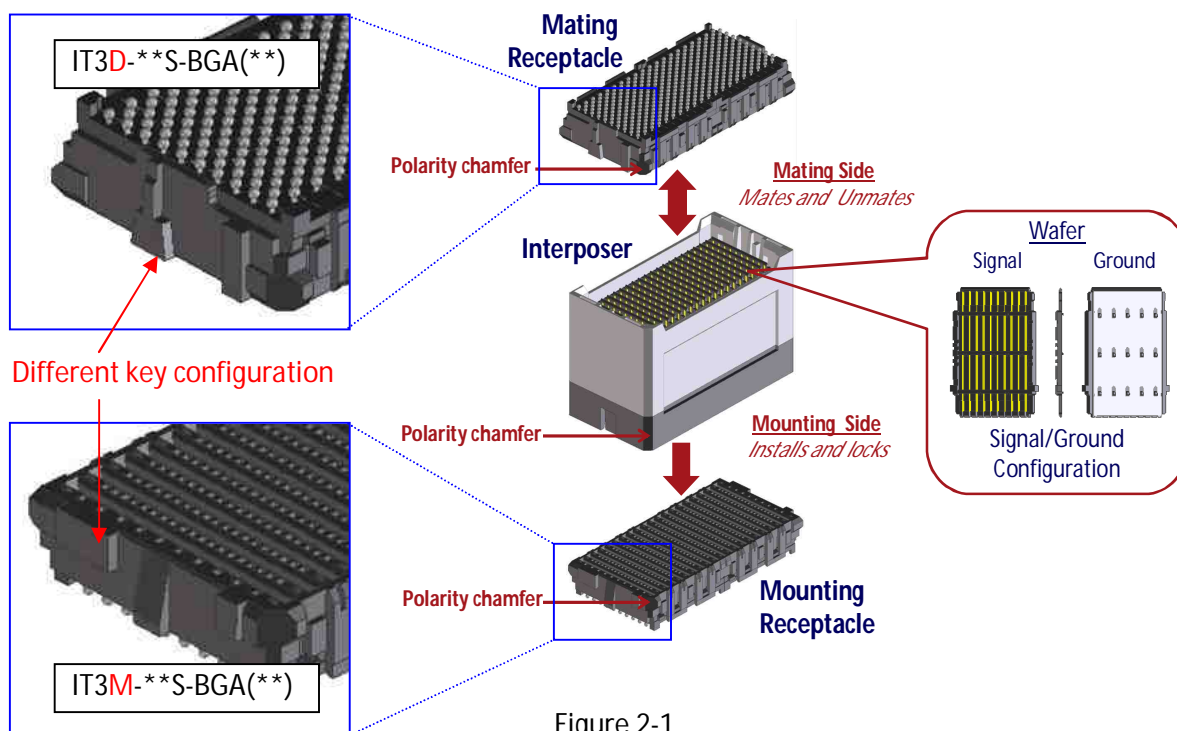 IT3D-**S-BGA(**)
Mating
Receptacle
Polarity chamfer
Mating Side
Mates and Unmates
Interposer
Wafer
Signal
Ground
Signal/Ground
Configuration
Different key configuration
Polarity chamfer
Mounting Side
Installs and locks
Polarity chamfer
Mounting
Receptacle
IT3M-**S-BGA(**)
Figure 2-1